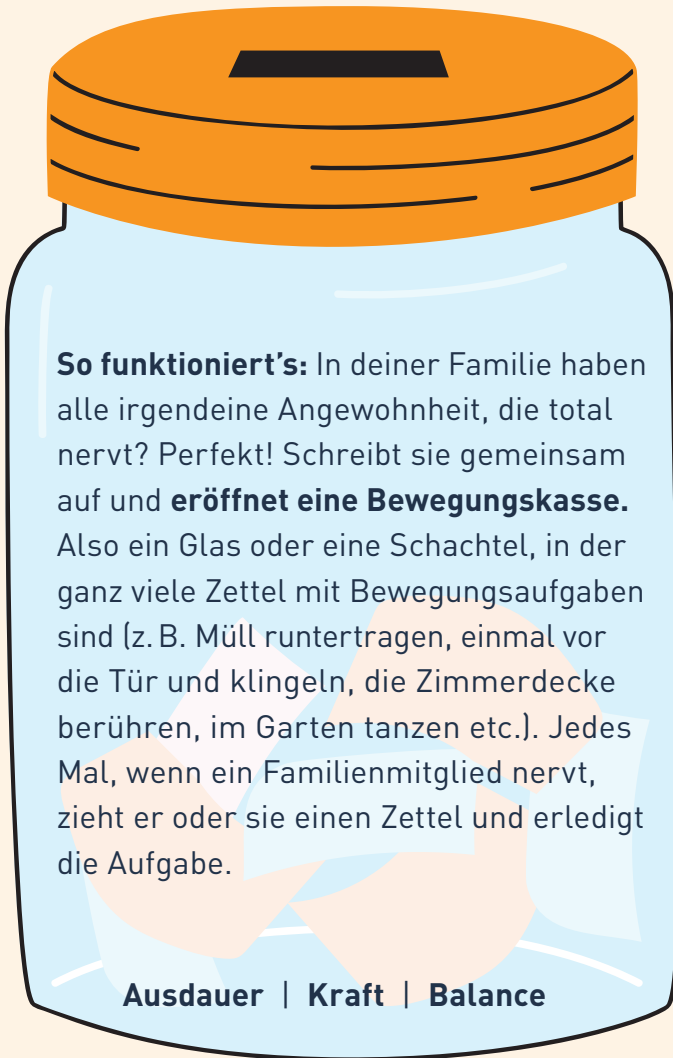 So funktioniert’s: In deiner Familie haben
alle irgendeine Angewohnheit, die total
nervt? Perfekt! Schreibt sie gemeinsam
auf und eröffnet eine Bewegungskasse.
Also ein Glas oder eine Schachtel, in der
ganz viele Zettel mit Bewegungsaufgaben
sind (z. B. Müll runtertragen, einmal vor
die Tür und klingeln, die Zimmerdecke
berühren, im Garten tanzen etc.). Jedes
Mal, wenn ein Familienmitglied nervt,
zieht er oder sie einen Zettel und erledigt
die Aufgabe.
Ausdauer | Kraft | Balance